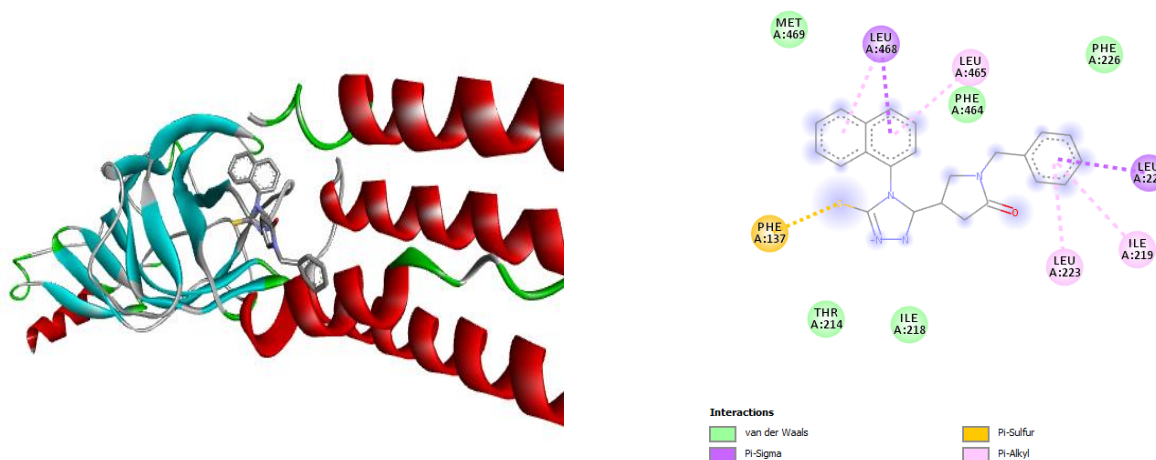 MET
A:469
LEU
A:468
LEU
A:465
PHE
A:226
PHE
A:464
PHE
A:137
LEU
ILE
A:219
LEU
A:223
THR
A:214
ILE
A:218
N
N
O
N
N
Interactions
van der Waals
Pi-Sigma
Pi-Sulfur
Pi-Alkyl